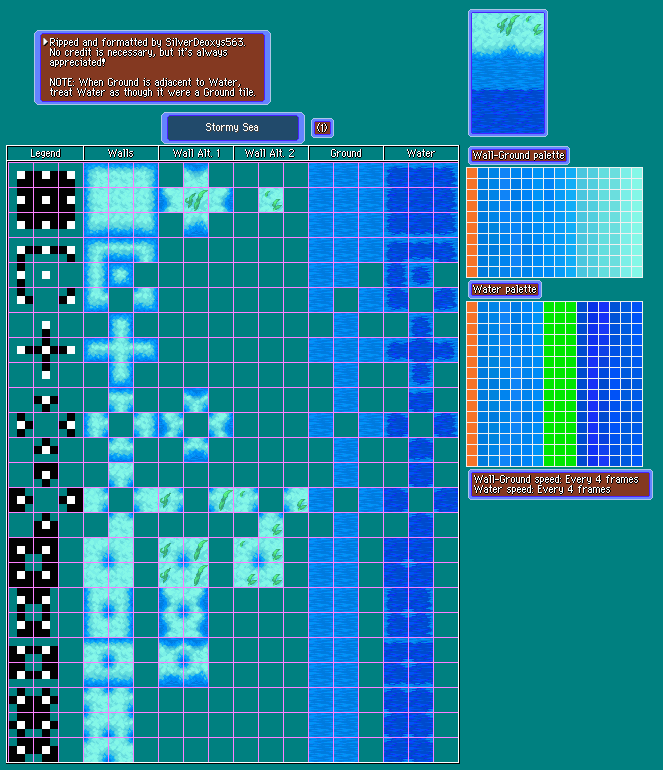 Ripped and formatted by SilverDeoxys563.
No credit is necessary, but it's always
appreciated!
NOTE: When Ground is adjacent to Water,
treat Water as though it were a Ground tile.
Stormy Sea
(1)
Legend
Walls
Wall Alt. 1
Wall Alt. 2
Ground
Water
Wall-Ground palette
Water palette
Wall-Ground speed: Every 4 frames
Water speed: Every 4 frames